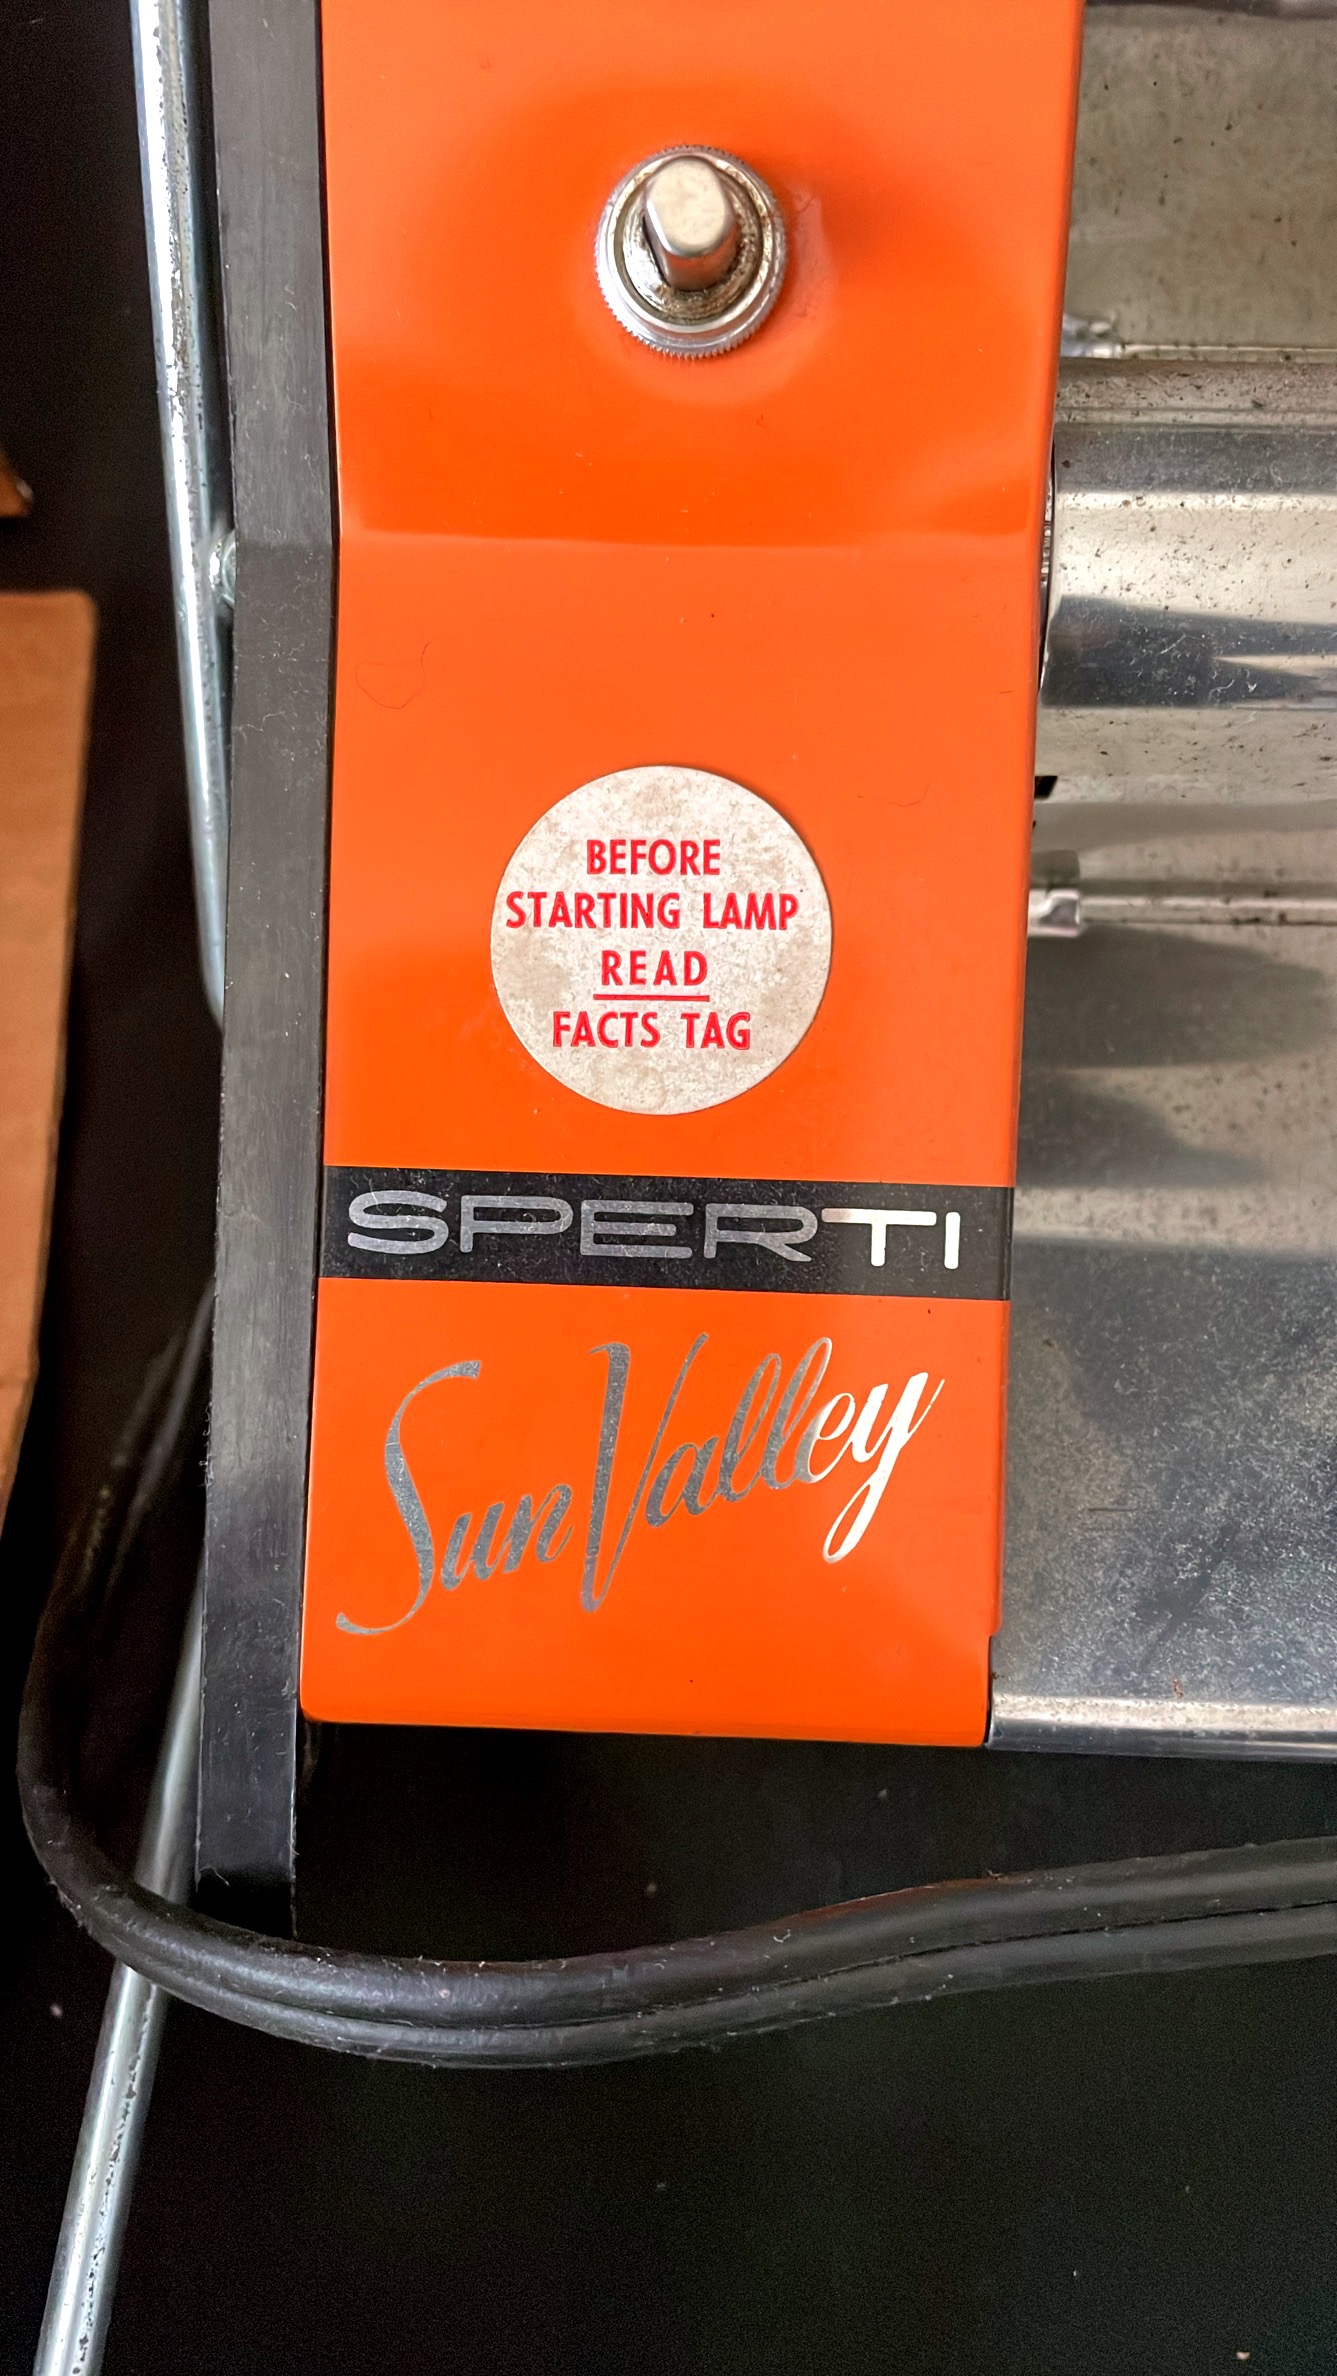 BEFORE
STARTING LAMP
READ
FACTS TAG
SPERTI
Sun Valley